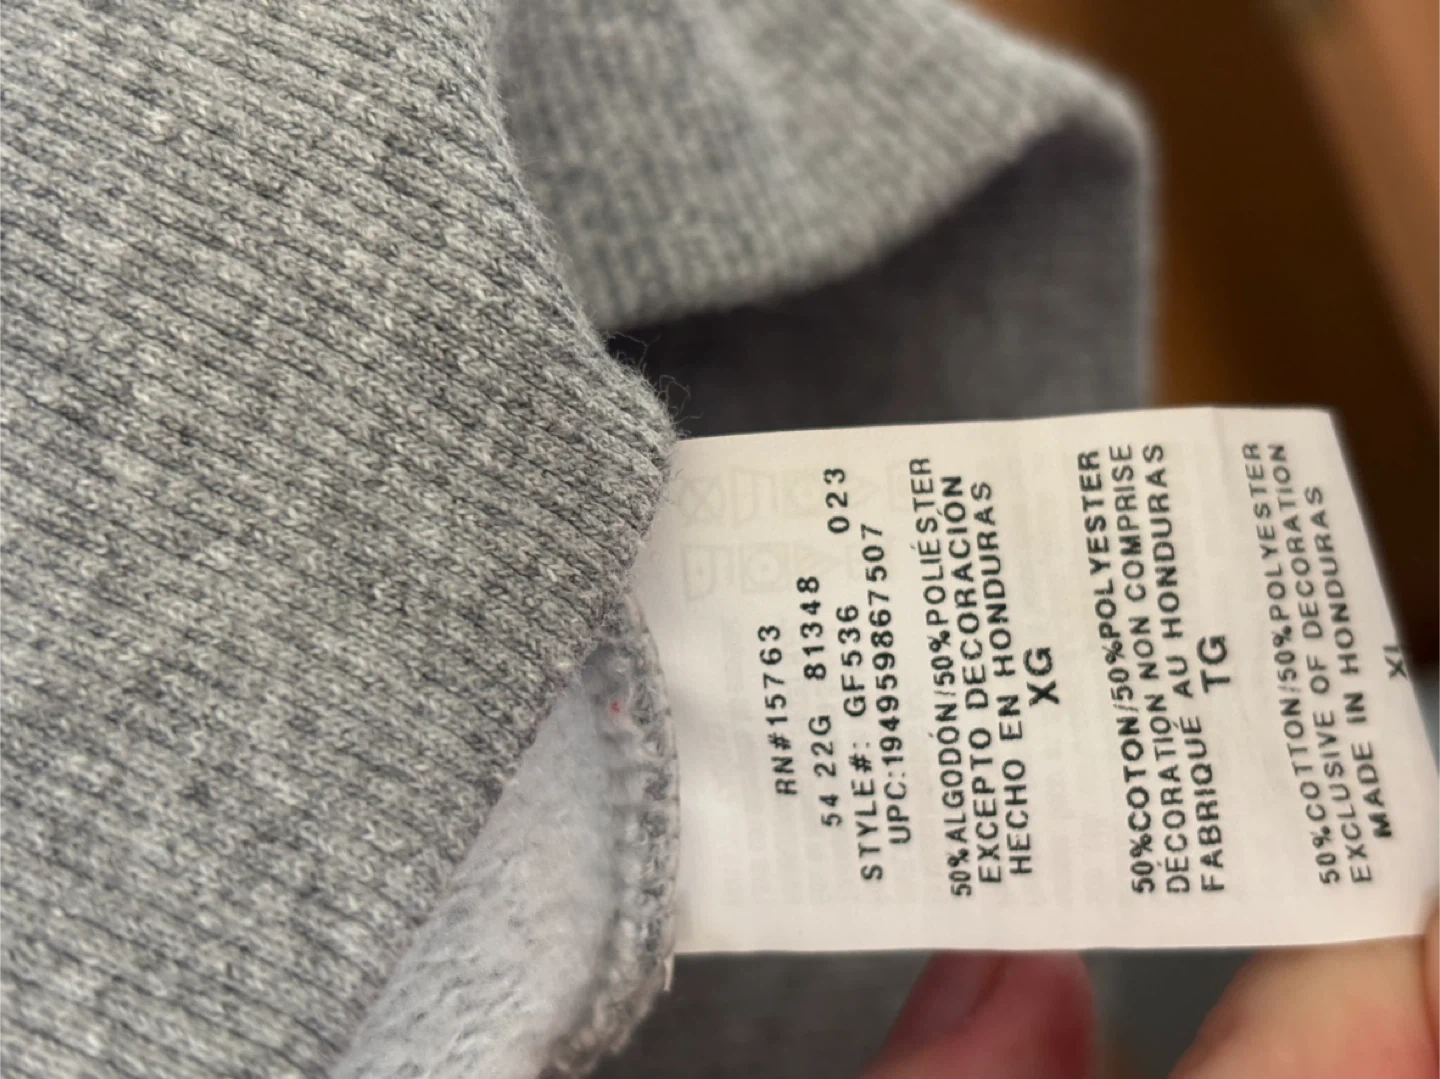 RN#15763
54 22G 81348 023
STYLE#: GF536
UPC:194959867507
50%ALGODÓN/50%POLIÉSTER
EXCEPTO DECORACIÓN
HECHO EN HONDURAS
XG
50%COTON/50%POLYESTER
DÉCORATION NON COMPRISE
FABRIQUÉ AU HONDURAS
TG
50%COTTON/50%POLYESTER
EXCLUSIVE OF DECORATION
MADE IN HONDURAS
XL